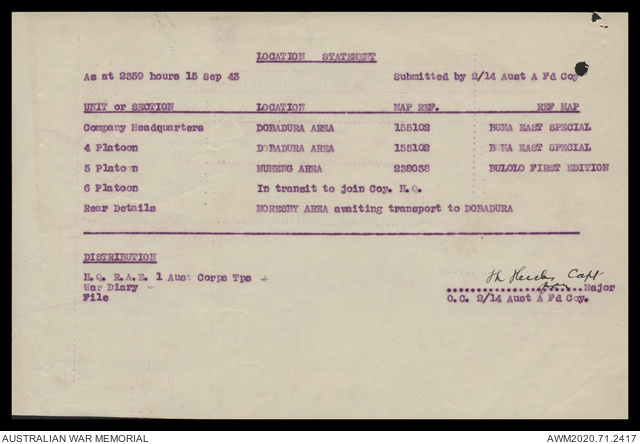 LOCATION STATEMENT
As at 2359 hours 15 Sep 43 Submitted by 2/14 Aust A Fd Coy
UNIT or SECTION LOCATION MAP REF. REF MAP
Company Headquarters DOBADURA AREA 155102 BUNA EAST SPECIAL
4 Platoon DOBADURA AREA 155102 BUNA EAST SPECIAL
5 Platoon MUMENG AREA 238038 BULOLO FIRST EDITION
6 Platoon In transit to join Coy. H.Q.
Rear Details MORESBY AREA awaiting transport to DOBADURA
DISTRIBUTION
H.Q. R.A.E. 1 Aust Corps Tps
War Diary
File
Capt
for
....................Major
O.C. 2/14 Aust A Fd Coy.
AUSTRALIAN WAR MEMORIAL AWM2020.71.2417